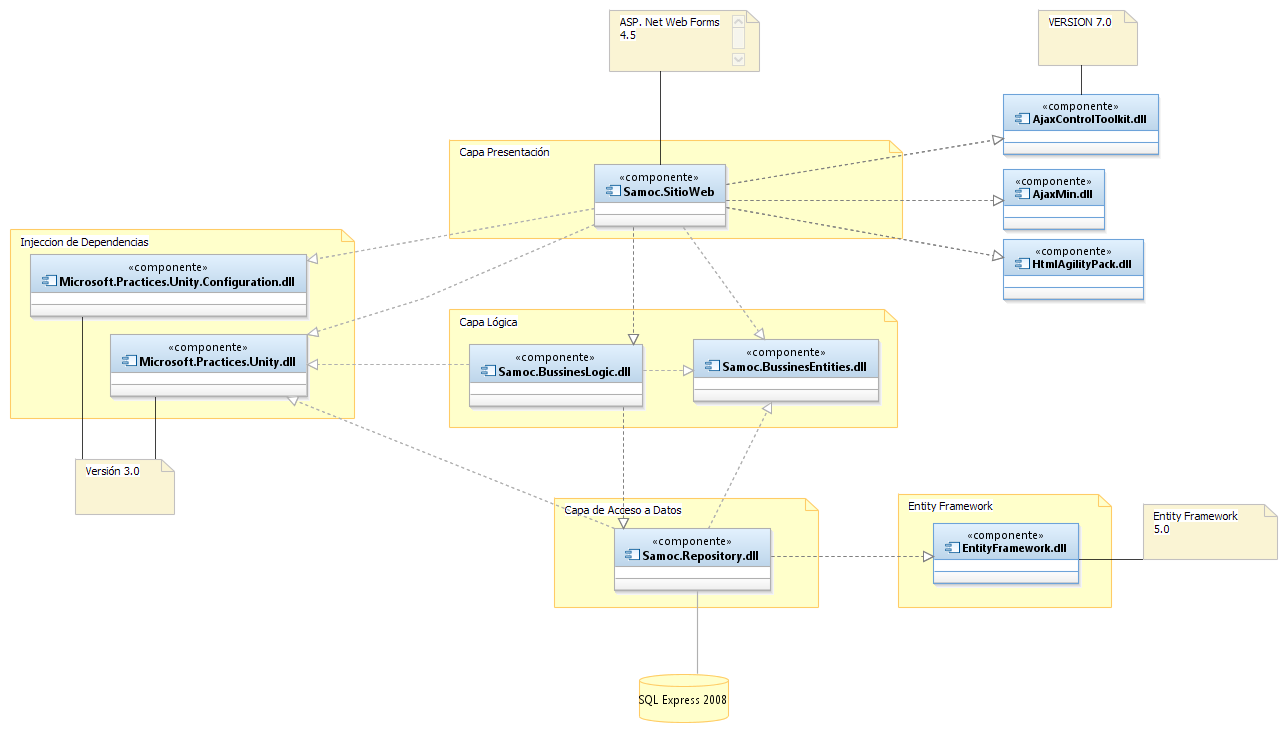 ASP. Net Web Forms
4.5
VERSION 7.0
«componente»
AjaxControlToolkit.dll
Capa Presentación
«componente»
Samoc.SitioWeb
«componente»
AjaxMin.dll
«componente»
HtmlAgilityPack.dll
Injeccion de Dependencias
«componente»
Microsoft.Practices.Unity.Configuration.dll
«componente»
Microsoft.Practices.Unity.dll
Capa Lógica
«componente»
Samoc.BussinesLogic.dll
«componente»
Samoc.BussinesEntities.dll
Versión 3.0
Capa de Acceso a Datos
«componente»
Samoc.Repository.dll
Entity Framework
«componente»
EntityFramework.dll
Entity Framework
5.0
SQL Express 2008